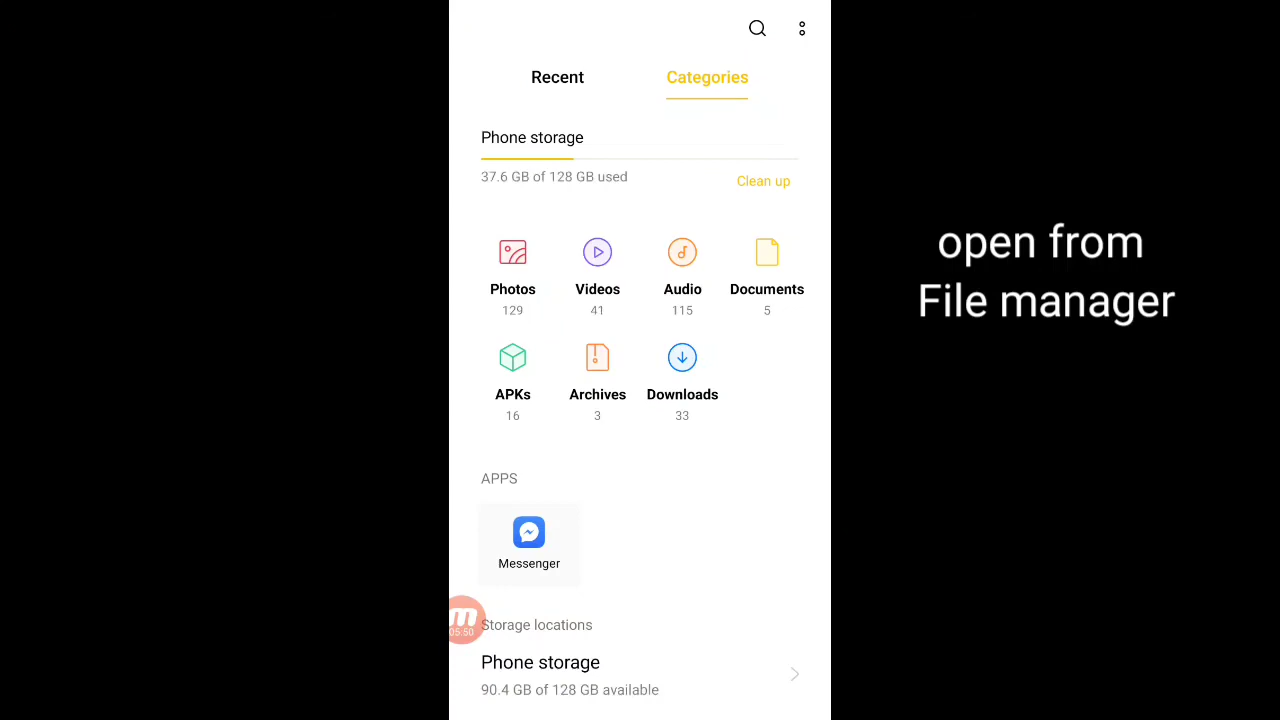 Recent Categories
Phone storage
37.6 GB of 128 GB used
Clean up
Photos Videos Audio Documents
129 41 115 5
APKs Archives Downloads
16 3 33
APPS
Messenger
05:50
Storage locations
Phone storage
90.4 GB of 128 GB available
open from
File manager